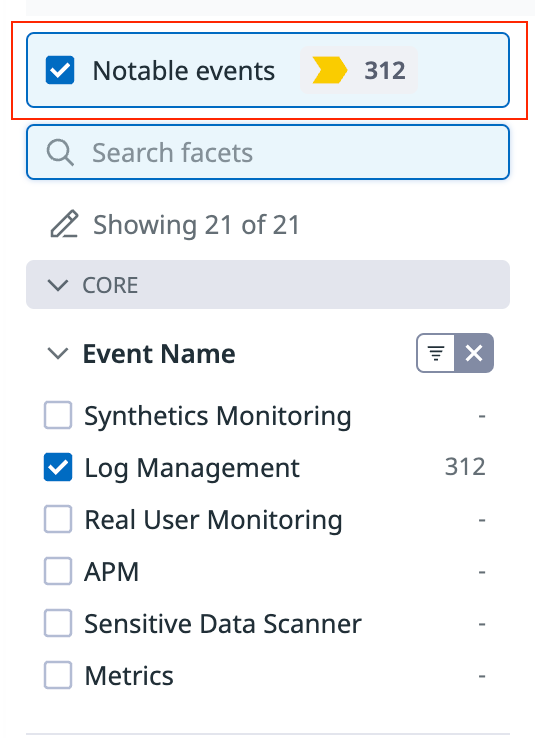 Notable events 312
Search facets
Showing 21 of 21
CORE
Event Name
Synthetics Monitoring -
Log Management 312
Real User Monitoring -
APM -
Sensitive Data Scanner -
Metrics -